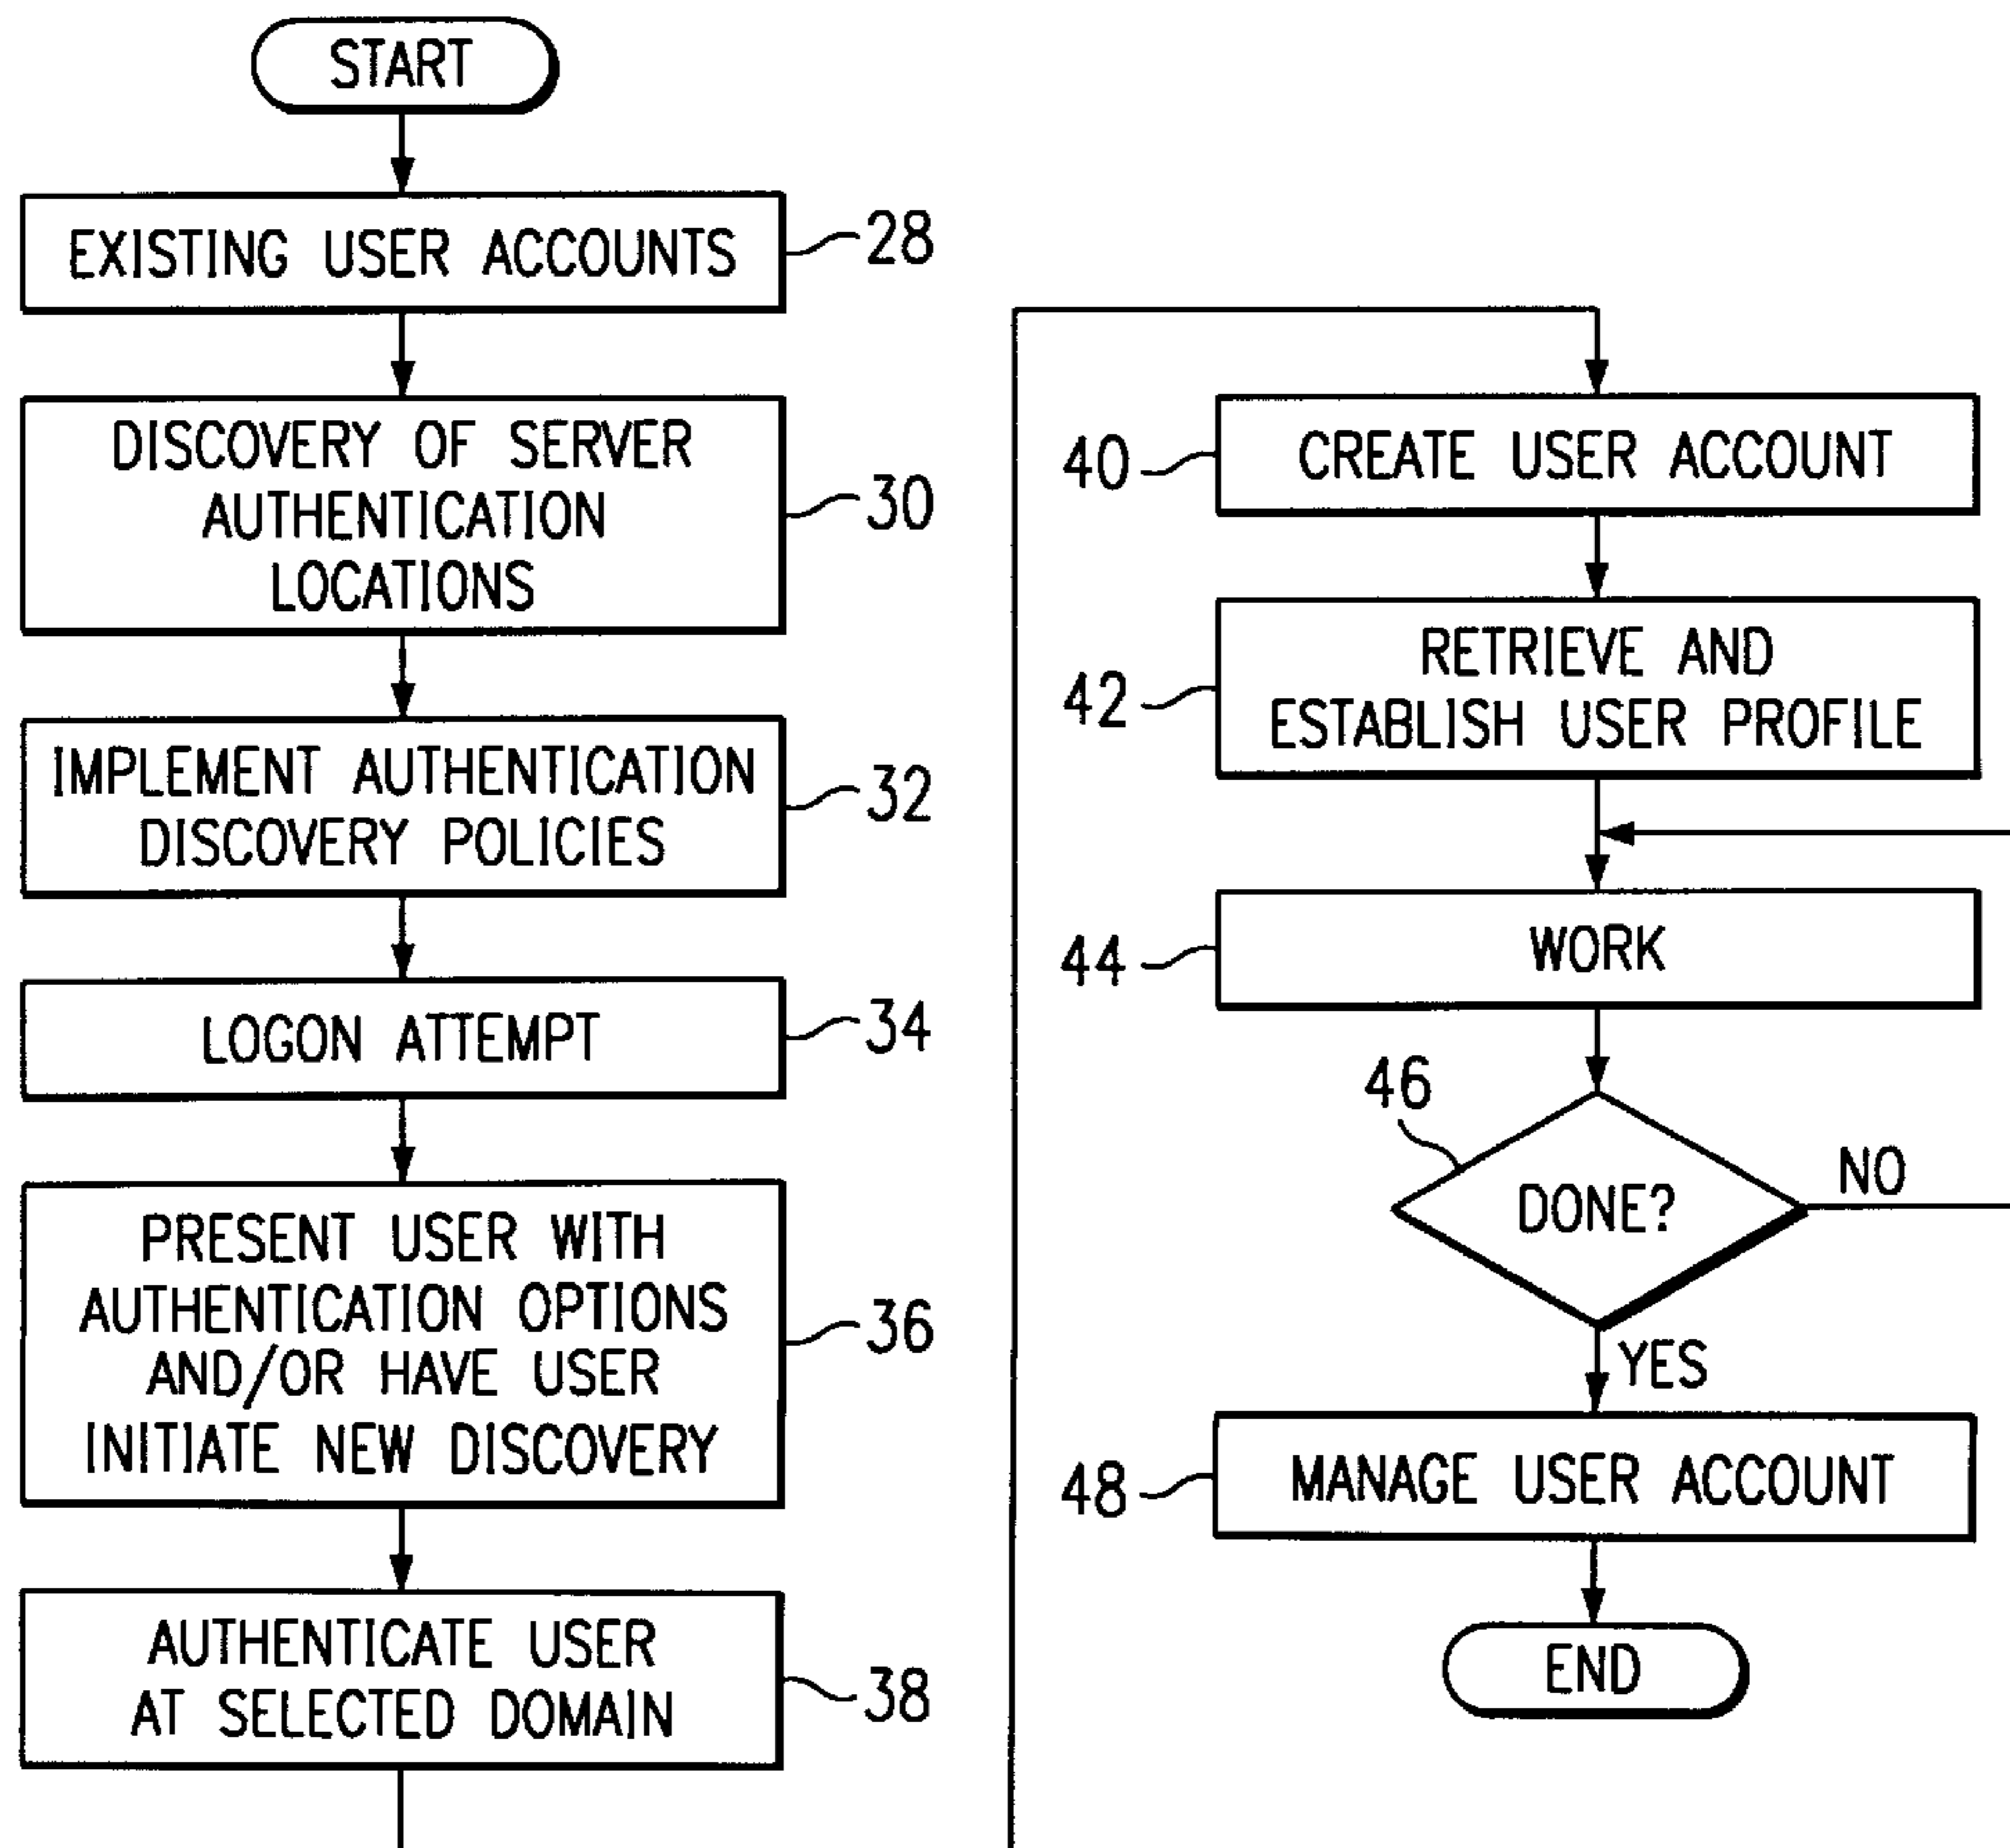 START
EXISTING USER ACCOUNTS
28
DISCOVERY OF SERVER
AUTHENTICATION
LOCATIONS
30
IMPLEMENT AUTHENTICATION
DISCOVERY POLICIES
32
LOGON ATTEMPT
34
PRESENT USER WITH
AUTHENTICATION OPTIONS
AND/OR HAVE USER
INITIATE NEW DISCOVERY
36
AUTHENTICATE USER
AT SELECTED DOMAIN
38
40
CREATE USER ACCOUNT
42
RETRIEVE AND
ESTABLISH USER PROFILE
44
WORK
46
DONE?
NO
YES
48
MANAGE USER ACCOUNT
END